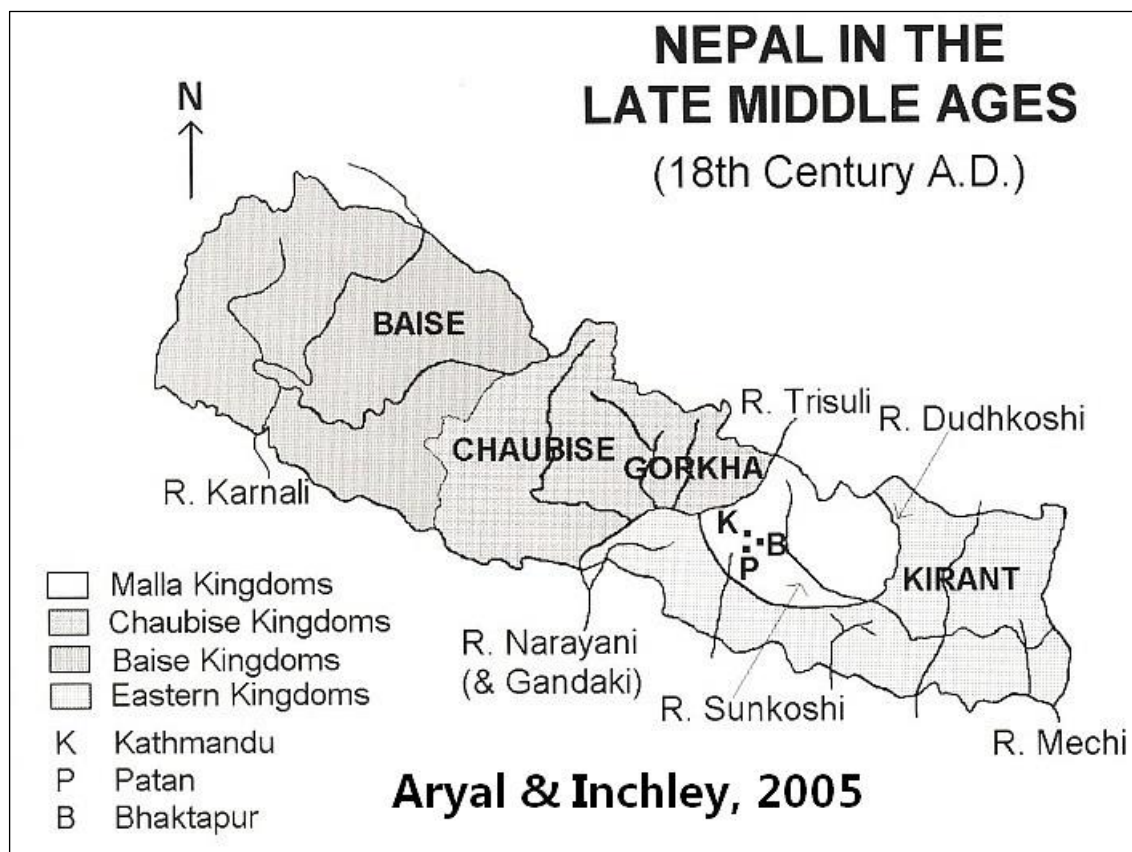 NEPAL IN THE
LATE MIDDLE AGES
(18th Century A.D.)
N
BAISE
R. Trisuli
R. Dudhkoshi
CHAUBISE
GORKHA
R. Karnali
K
B
P
KIRANT
Malla Kingdoms
Chaubise Kingdoms
Baise Kingdoms
Eastern Kingdoms
R. Narayani
(& Gandaki)
R. Sunkoshi
R. Mechi
K Kathmandu
P Patan
B Bhaktapur
Aryal & Inchley, 2005